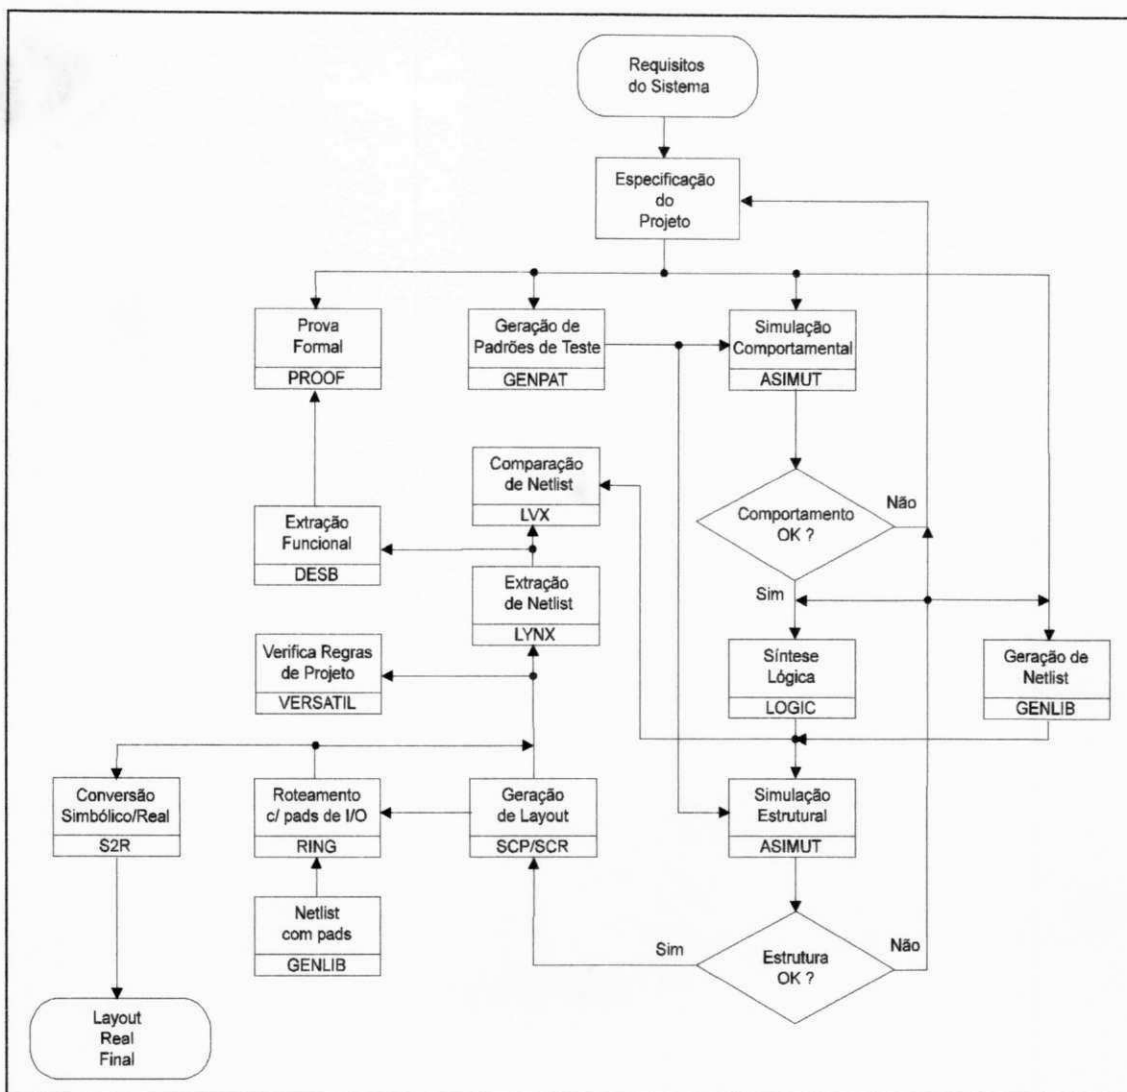 Requisitos
do Sistema
Especificação
do
Projeto
Prova
Formal
PROOF
Geração de
Padrões de Teste
GENPAT
Simulação
Comportamental
ASIMUT
Comparação
de Netlist
LVX
Comportamento
OK ?
Não
Sim
Extração
Funcional
DESB
Extração
de Netlist
LYNX
Verifica Regras
de Projeto
VERSATIL
Síntese
Lógica
LOGIC
Geração de
Netlist
GENLIB
Conversão
Simbólico/Real
S2R
Roteamento
c/ pads de I/O
RING
Geração
de Layout
SCP/SCR
Simulação
Estrutural
ASIMUT
Netlist
com pads
GENLIB
Sim
Estrutura
OK ?
Não
Layout
Real
Final